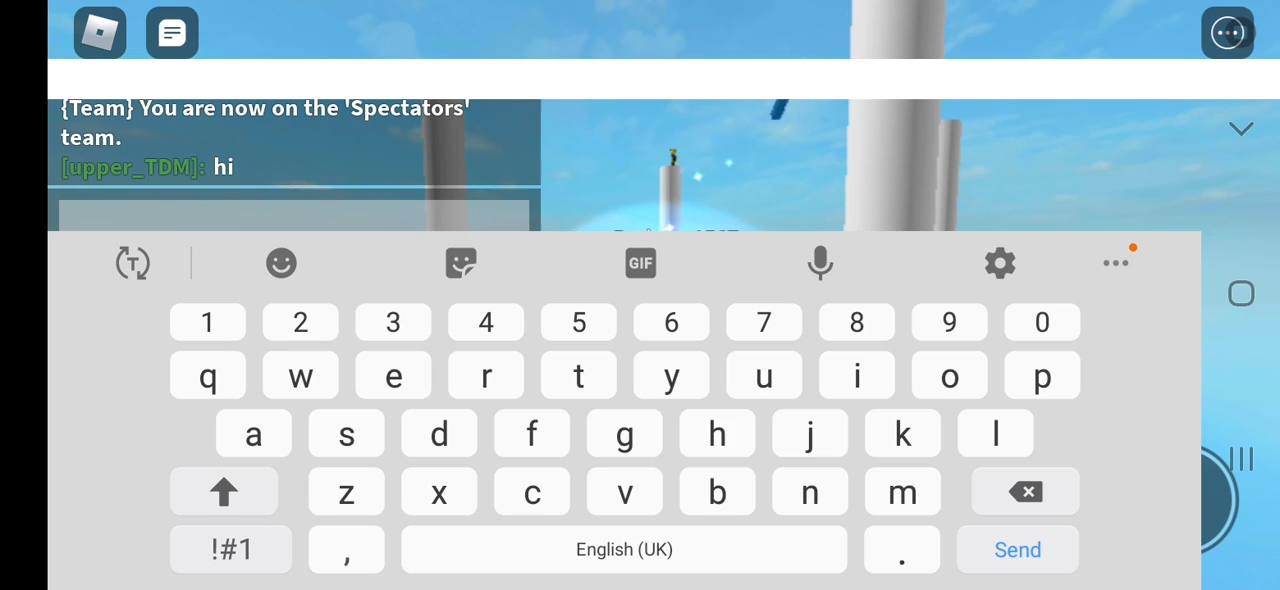 {Team} You are now on the 'Spectators'
team.
[upper_TDM]: hi
T
GIF
1 2 3 4 5 6 7 8 9 0
q w e r t y u i o p
a s d f g h j k l
z x c v b n m
!#1 , English (UK) . Send